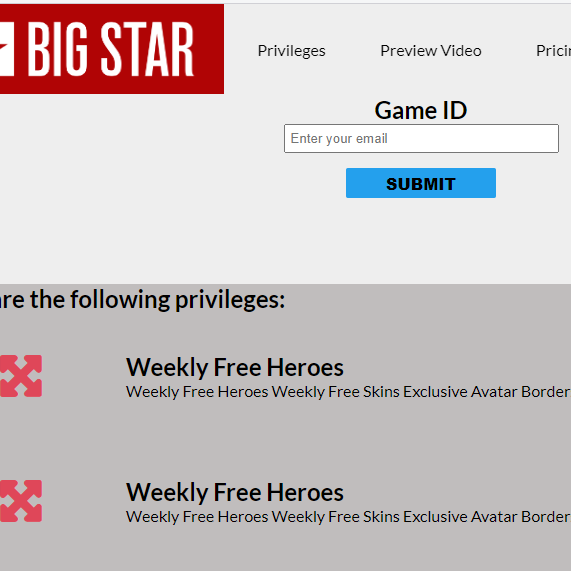 BIG STAR
Privileges Preview Video
Game ID
Enter your email
SUBMIT
the following privileges:
Weekly Free Heroes
Weekly Free Heroes Weekly Free Skins Exclusive Avatar Border
Weekly Free Heroes
Weekly Free Heroes Weekly Free Skins Exclusive Avatar Border